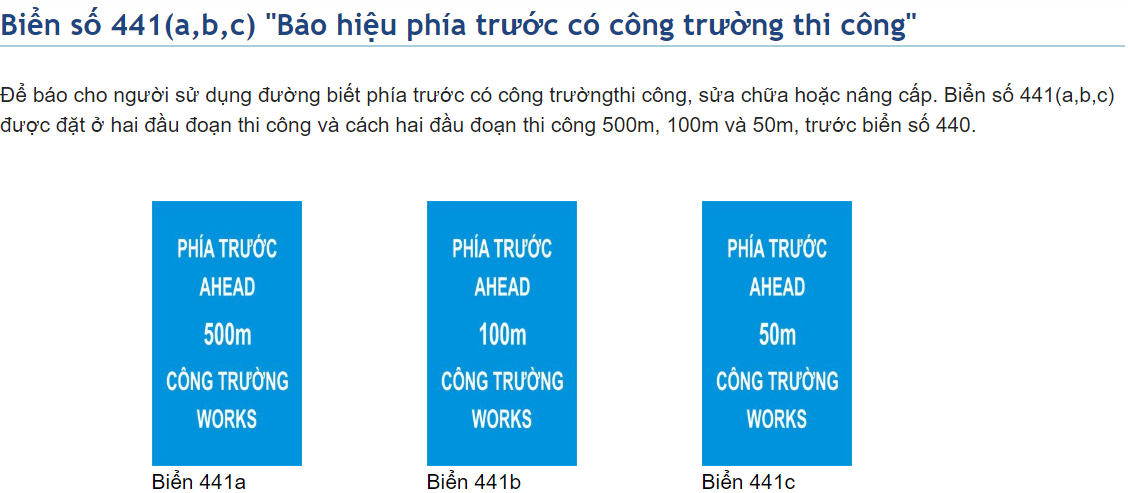 Biển số 441(a,b,c) "Báo hiệu phía trước có công trường thi công"
Để báo cho người sử dụng đường biết phía trước có công trườngthi công, sửa chữa hoặc nâng cấp. Biển số 441(a,b,c)
được đặt ở hai đầu đoạn thi công và cách hai đầu đoạn thi công 500m, 100m và 50m, trước biển số 440.
PHÍA TRƯỚC
AHEAD
500m
CÔNG TRƯỜNG
WORKS
Biển 441a
PHÍA TRƯỚC
AHEAD
100m
CÔNG TRƯỜNG
WORKS
Biển 441b
PHÍA TRƯỚC
AHEAD
50m
CÔNG TRƯỜNG
WORKS
Biển 441c